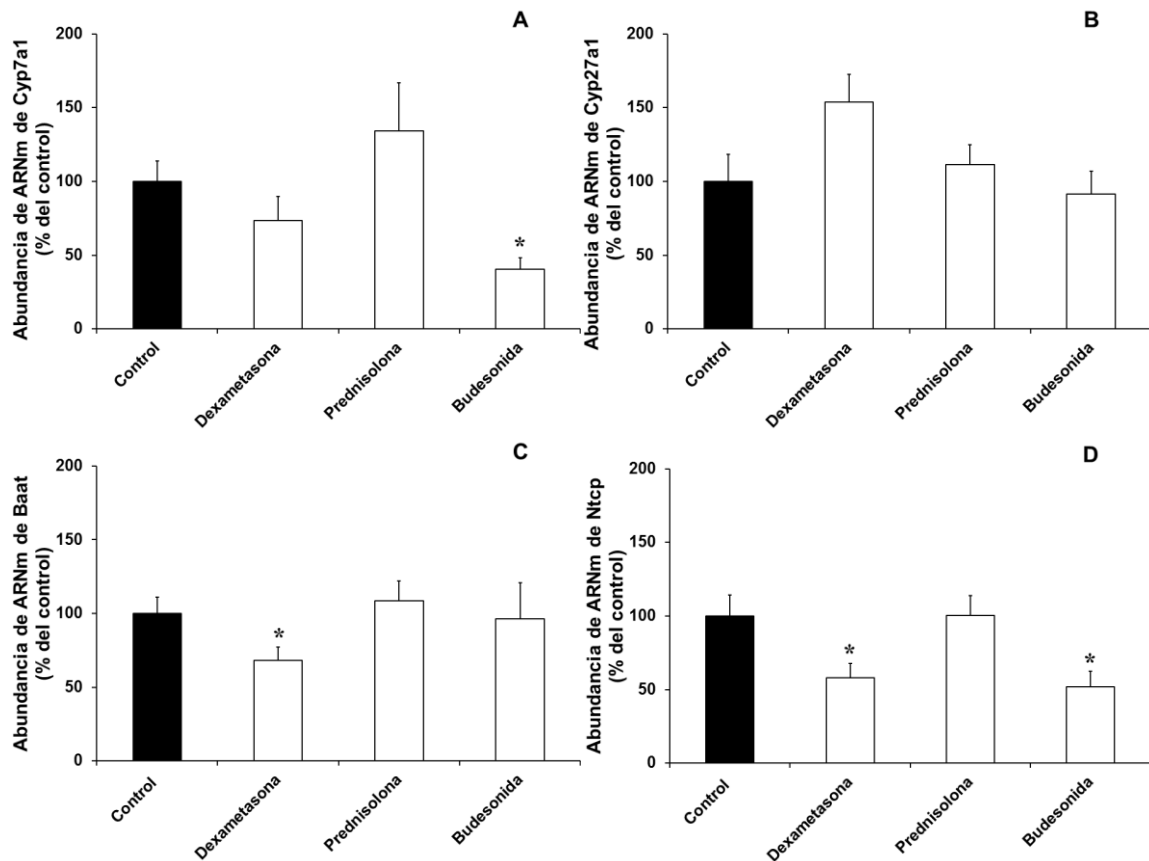 A
Abundancia de ARNm de Cyp7a1
(% del control)
200
150
100
50
0
*
Control
Dexametasona
Prednisolona
Budesonida
B
Abundancia de ARNm de Cyp27a1
(% del control)
200
150
100
50
0
Control
Dexametasona
Prednisolona
Budesonida
C
Abundancia de ARNm de Baat
(% del control)
200
150
100
50
0
*
Control
Dexametasona
Prednisolona
Budesonida
D
Abundancia de ARNm de Ntcp
(% del control)
200
150
100
50
0
*
*
Control
Dexametasona
Prednisolona
Budesonida